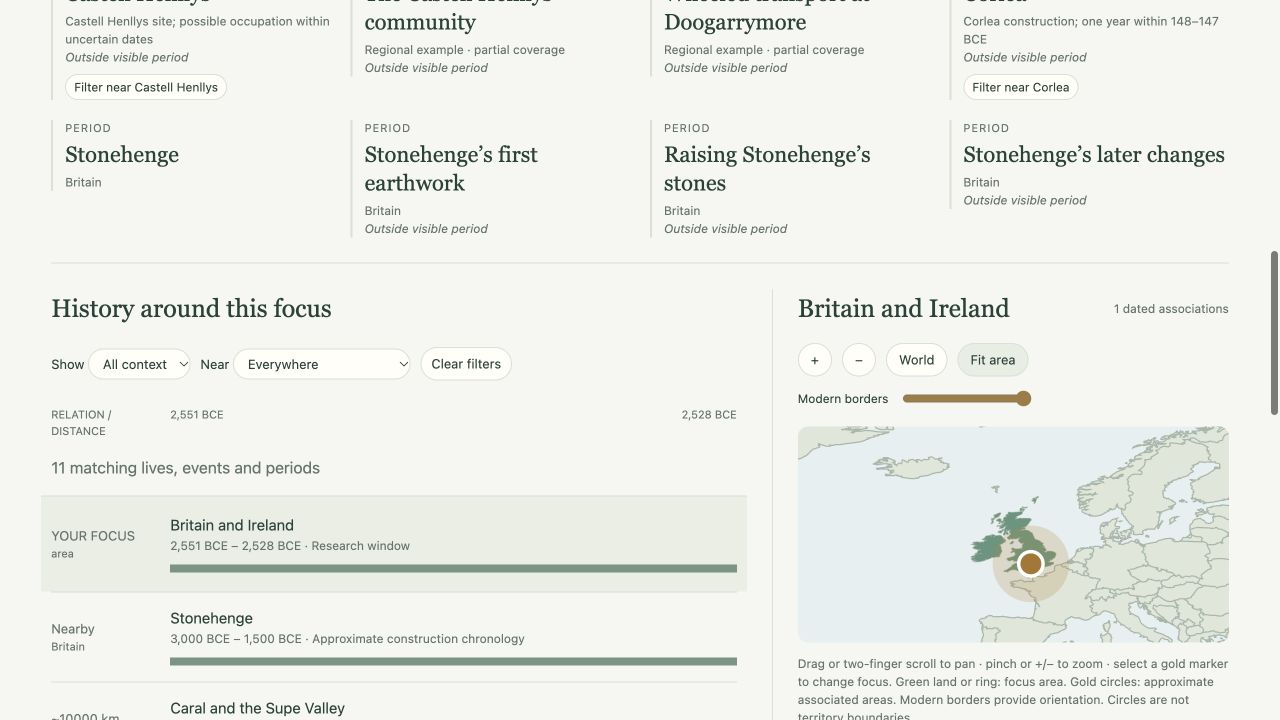 Castell Henllys
Castell Henllys site; possible occupation within
uncertain dates
Outside visible period
Filter near Castell Henllys
The Castell Henllys
community
Regional example · partial coverage
Outside visible period
Wheeled transport at
Doogarrymore
Regional example · partial coverage
Outside visible period
Corlea
Corlea construction; one year within 148–147
BCE
Outside visible period
Filter near Corlea
PERIOD
Stonehenge
Britain
PERIOD
Stonehenge’s first
earthwork
Britain
Outside visible period
PERIOD
Raising Stonehenge’s
stones
Britain
Outside visible period
PERIOD
Stonehenge’s later changes
Britain
Outside visible period
History around this focus
Show All context Near Everywhere Clear filters
RELATION /
DISTANCE
2,551 BCE 2,528 BCE
11 matching lives, events and periods
YOUR FOCUS
area
Britain and Ireland
2,551 BCE – 2,528 BCE · Research window
Nearby
Britain
Stonehenge
3,000 BCE – 1,500 BCE · Approximate construction chronology
~10000 km
Caral and the Supe Valley
Britain and Ireland
1 dated associations
+ − World Fit area
Modern borders
Drag or two-finger scroll to pan · pinch or +/− to zoom · select a gold marker
to change focus. Green land or ring: focus area. Gold circles: approximate
associated areas. Modern borders provide orientation. Circles are not
territory boundaries.